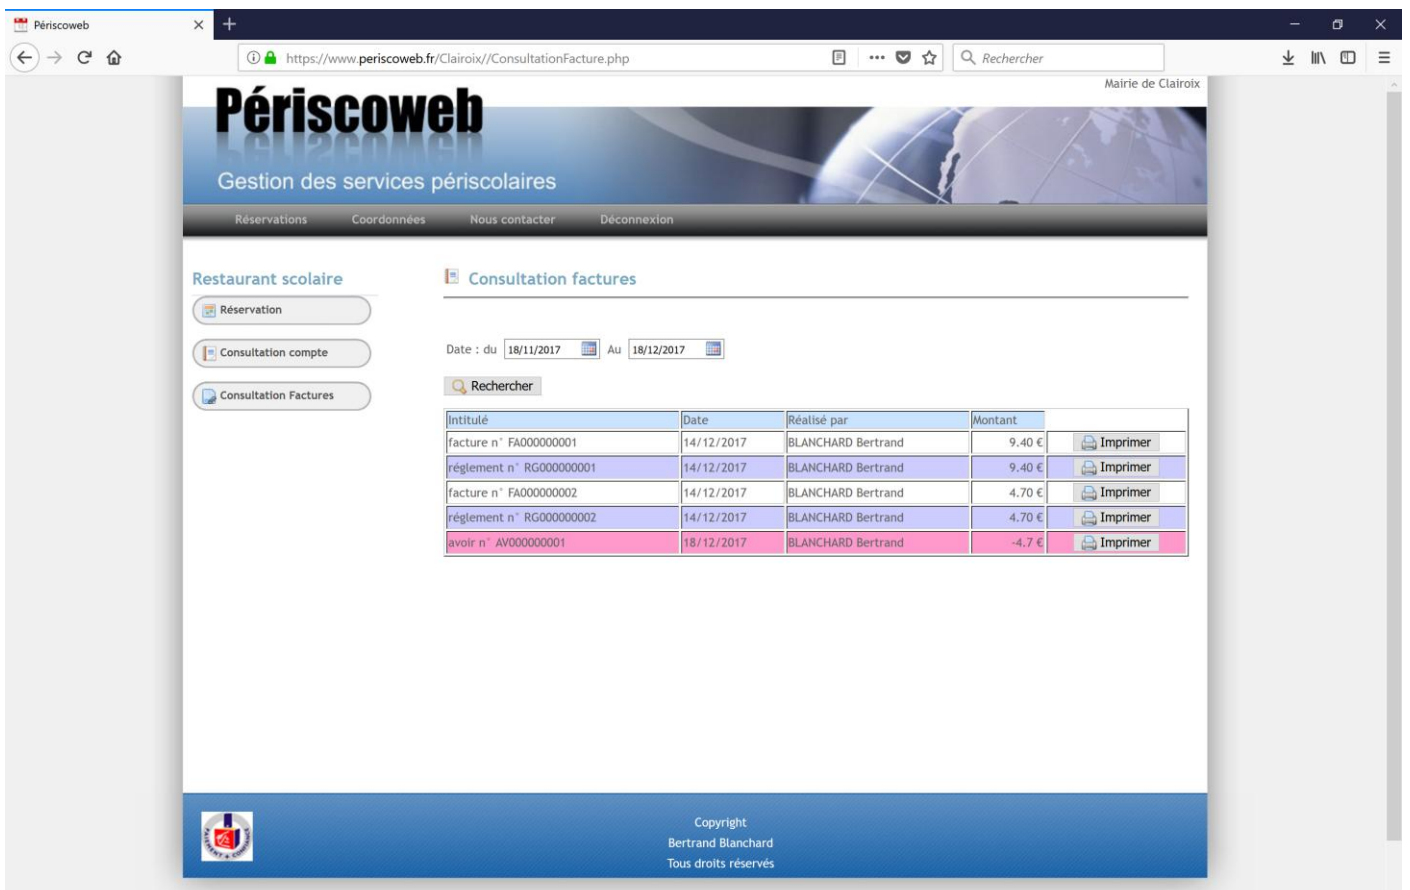 Périscoweb
https://www.periscoweb.fr/Clairoix//ConsultationFacture.php
Rechercher
Mairie de Clairoix
Périscoweb
Gestion des services périscolaires
Réservations Coordonnées Nous contacter Déconnexion
Restaurant scolaire
Réservation
Consultation compte
Consultation Factures
Consultation factures
Date : du 18/11/2017 Au 18/12/2017
Rechercher
Intitulé Date Réalisé par Montant
facture n° FA000000001 14/12/2017 BLANCHARD Bertrand 9.40 € Imprimer
réglement n° RG000000001 14/12/2017 BLANCHARD Bertrand 9.40 € Imprimer
facture n° FA000000002 14/12/2017 BLANCHARD Bertrand 4.70 € Imprimer
réglement n° RG000000002 14/12/2017 BLANCHARD Bertrand 4.70 € Imprimer
avoir n° AV000000001 18/12/2017 BLANCHARD Bertrand -4.7 € Imprimer
Copyright
Bertrand Blanchard
Tous droits réservés